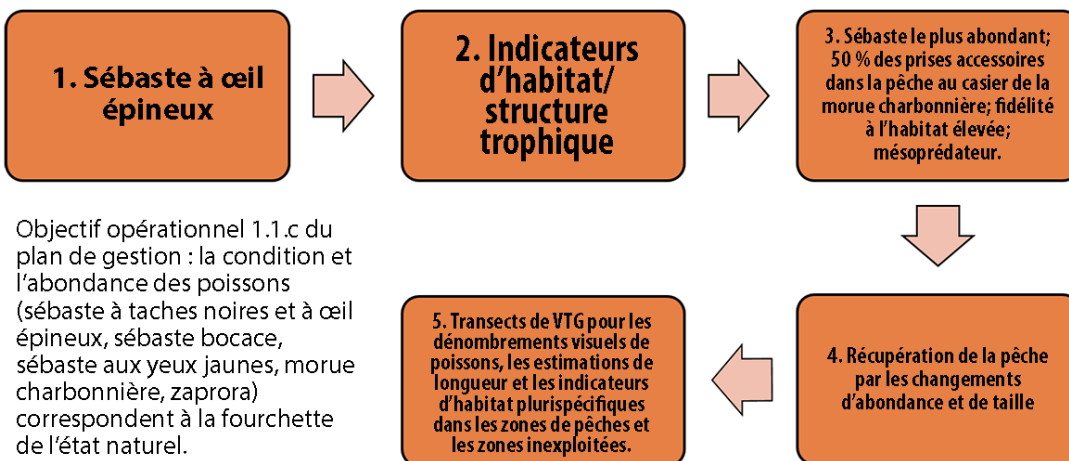 1. Sébaste à œil
épineux
2. Indicateurs
d’habitat/
structure
trophique
3. Sébaste le plus abondant;
50 % des prises accessoires
dans la pêche au casier de la
morue charbonnière; fidélité
à l’habitat élevée;
mésoprédateur.
4. Récupération de la pêche
par les changements
d’abondance et de taille
5. Transects de VTG pour les
dénombrements visuels de
poissons, les estimations de
longueur et les indicateurs
d’habitat plurispécifiques
dans les zones de pêches et
les zones inexploitées.
Objectif opérationnel 1.1.c du
plan de gestion : la condition et
l’abondance des poissons
(sébaste à taches noires et à œil
épineux, sébaste bocace,
sébaste aux yeux jaunes, morue
charbonnière, zaprora)
correspondent à la fourchette
de l’état naturel.